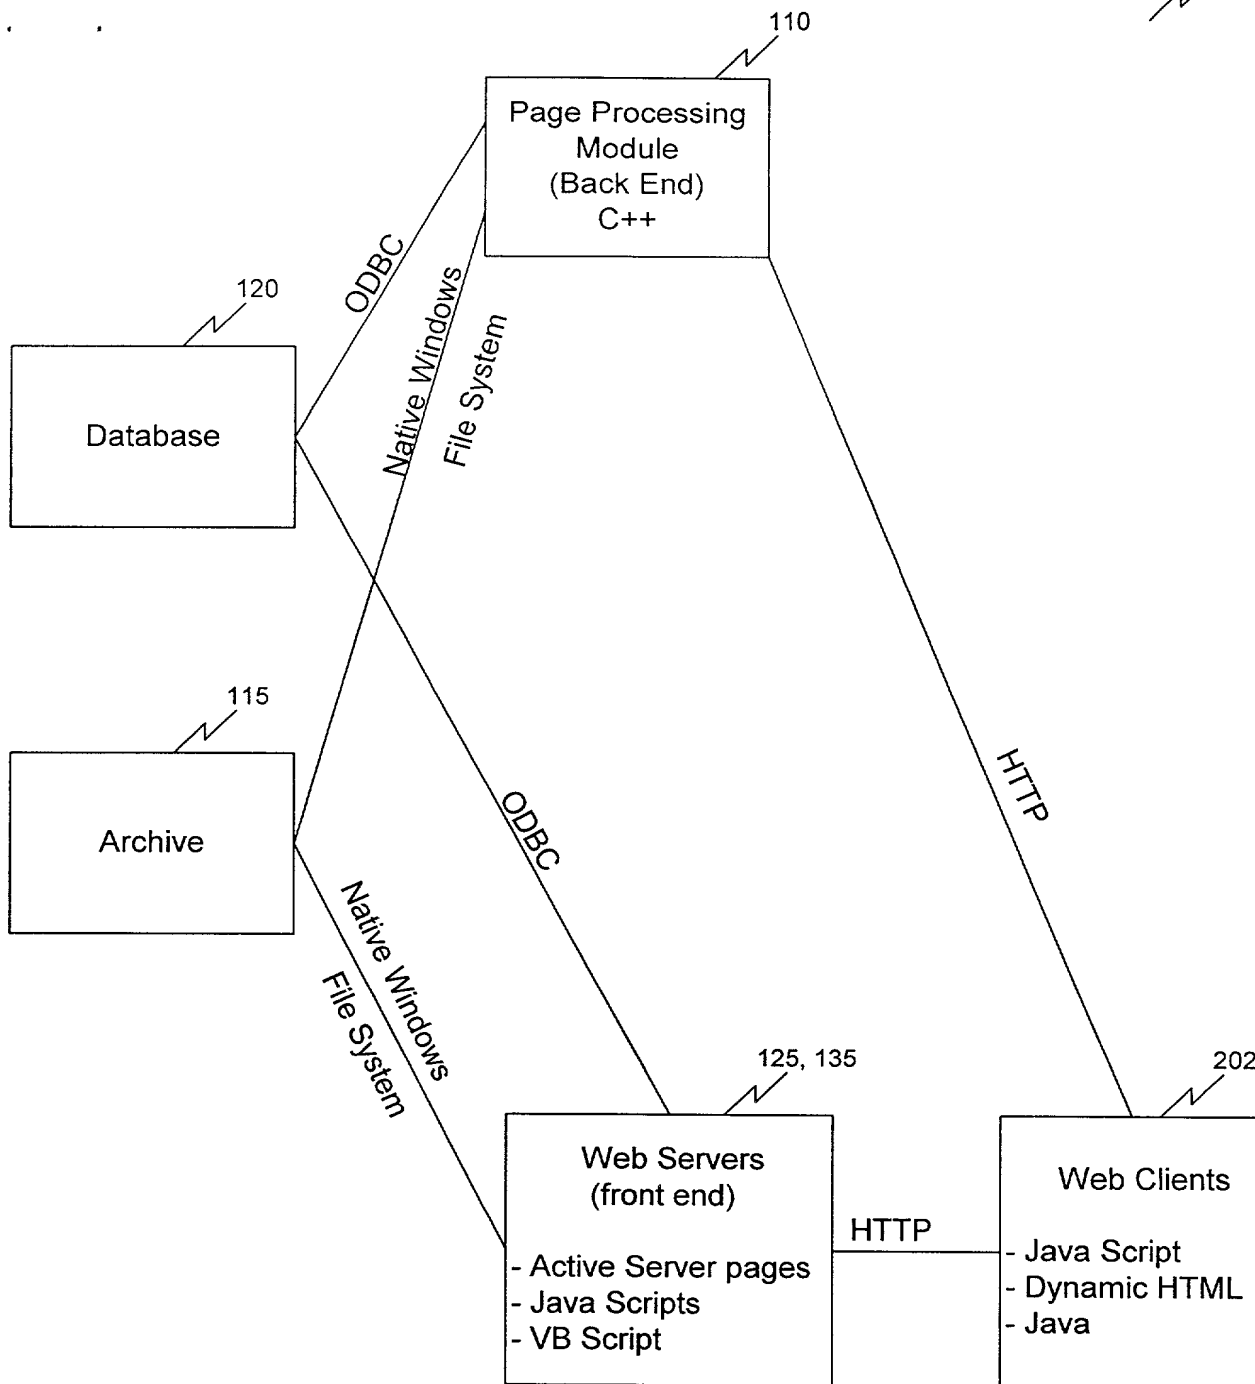 110
Page Processing
Module
(Back End)
C++
ODBC
Native Windows
File System
120
Database
115
Archive
ODBC
HTTP
Native Windows
File System
125, 135
Web Servers
(front end)
- Active Server pages
- Java Scripts
- VB Script
HTTP
202
Web Clients
- Java Script
- Dynamic HTML
- Java